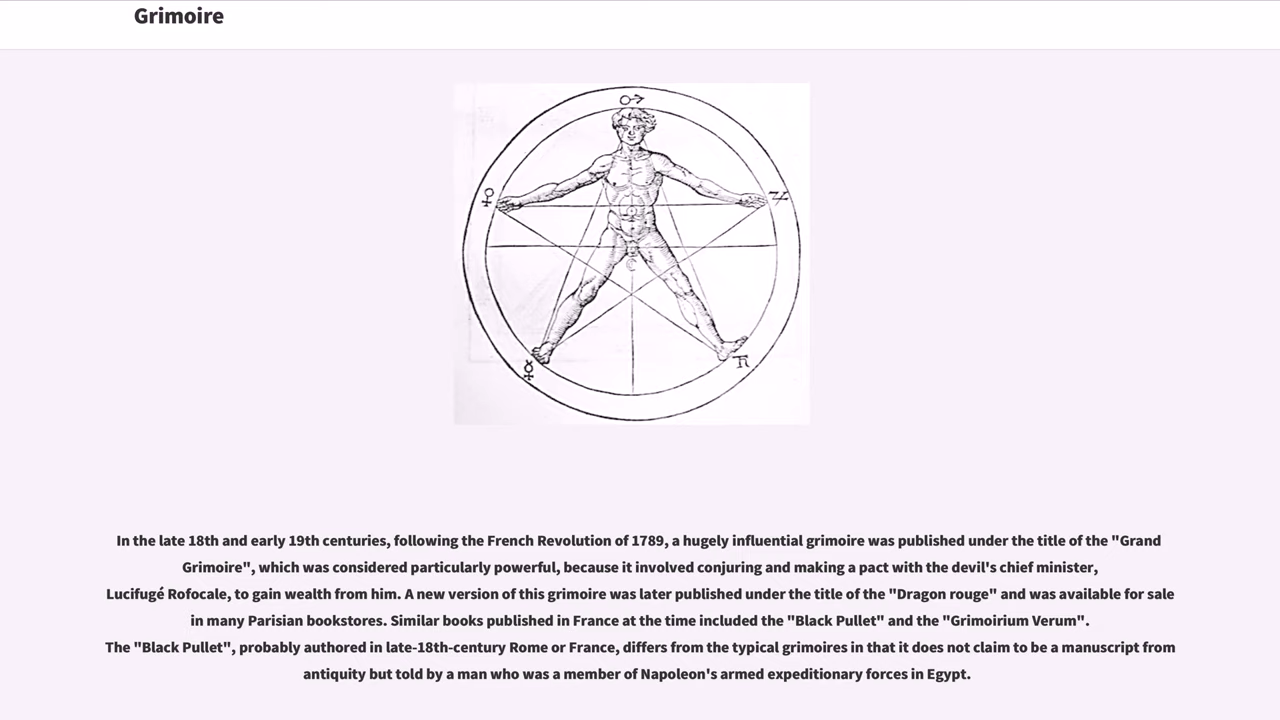 Grimoire
In the late 18th and early 19th centuries, following the French Revolution of 1789, a hugely influential grimoire was published under the title of the "Grand
Grimoire", which was considered particularly powerful, because it involved conjuring and making a pact with the devil's chief minister,
Lucifugé Rofocale, to gain wealth from him. A new version of this grimoire was later published under the title of the "Dragon rouge" and was available for sale
in many Parisian bookstores. Similar books published in France at the time included the "Black Pullet" and the "Grimoirium Verum".
The "Black Pullet", probably authored in late-18th-century Rome or France, differs from the typical grimoires in that it does not claim to be a manuscript from
antiquity but told by a man who was a member of Napoleon's armed expeditionary forces in Egypt.